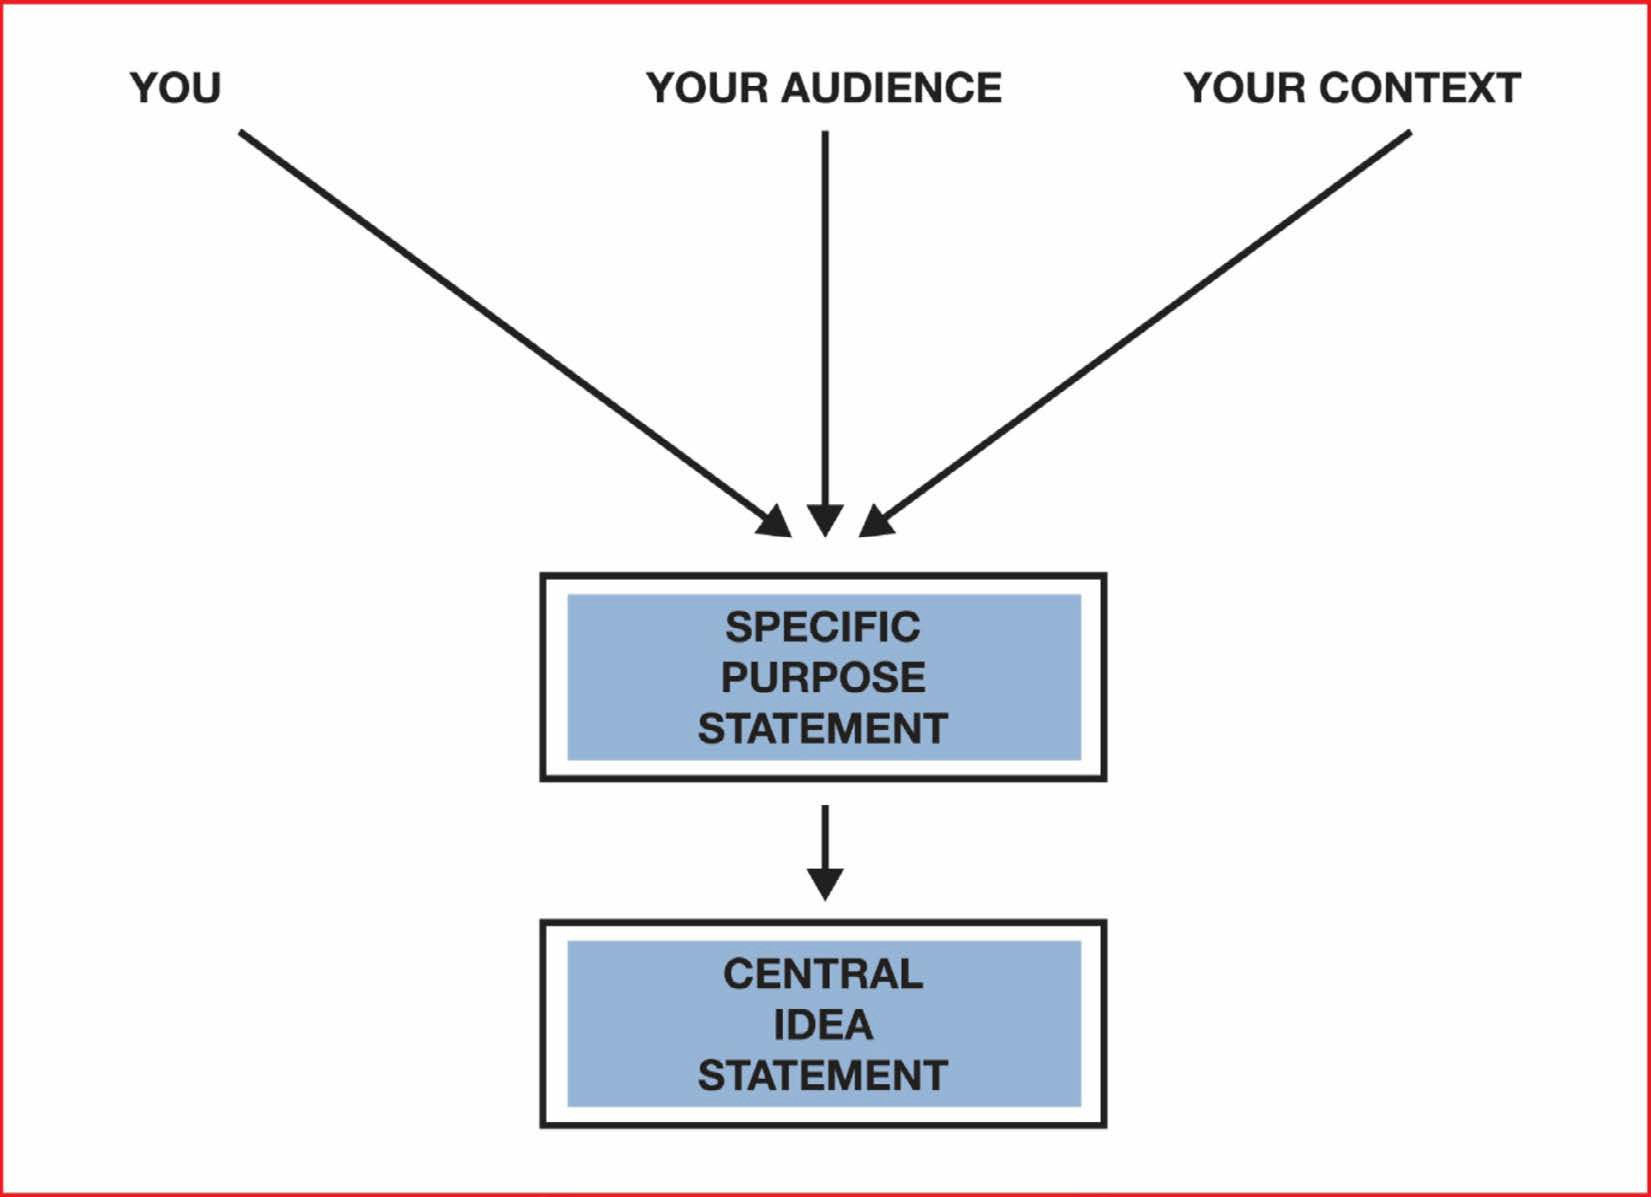 YOU
YOUR AUDIENCE
YOUR CONTEXT
SPECIFIC
PURPOSE
STATEMENT
CENTRAL
IDEA
STATEMENT